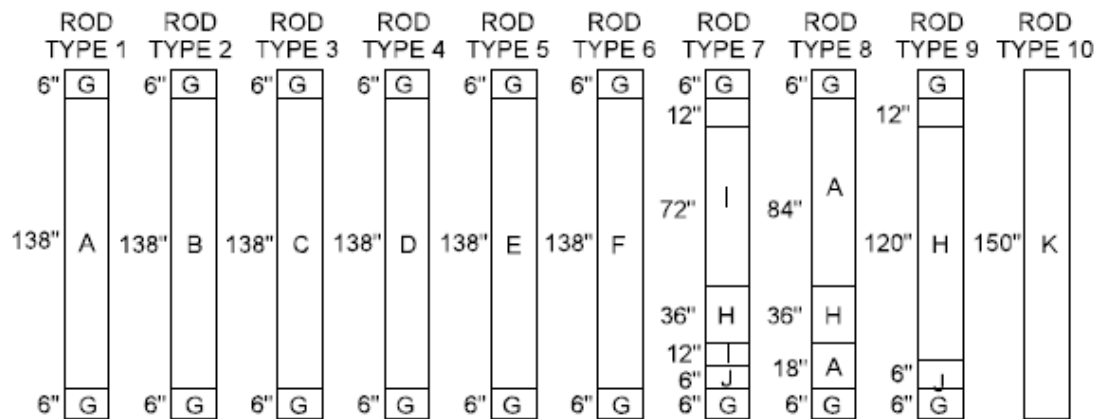 ROD ROD ROD ROD ROD ROD ROD ROD ROD ROD
TYPE 1 TYPE 2 TYPE 3 TYPE 4 TYPE 5 TYPE 6 TYPE 7 TYPE 8 TYPE 9 TYPE 10
6" G 6" G 6" G 6" G 6" G 6" G 6" G 6" G G
12" 12"
72" I 84" A
138" A 138" B 138" C 138" D 138" E 138" F 120" H 150" K
36" H 36" H
12" I 18" A
6" J 6" J
6" G 6" G 6" G 6" G 6" G 6" G 6" G 6" G 6" G